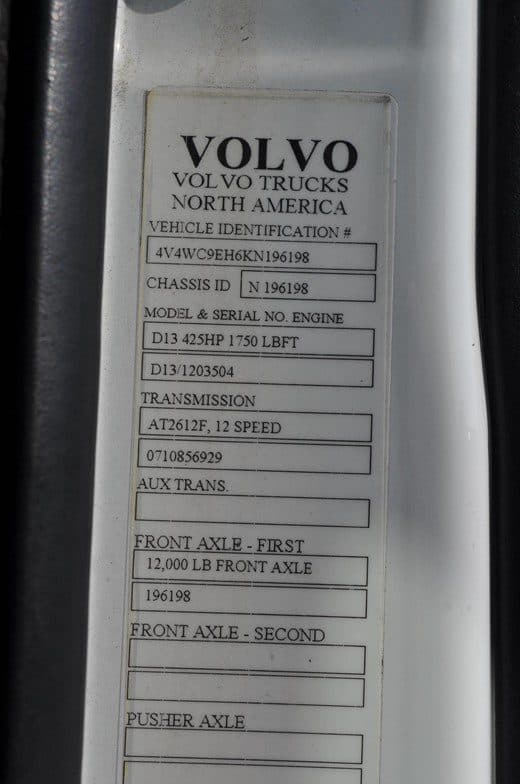 VOLVO
VOLVO TRUCKS
NORTH AMERICA
VEHICLE IDENTIFICATION #
4V4WC9EH6KN196198
CHASSIS ID N 196198
MODEL & SERIAL NO. ENGINE
D13 425HP 1750 LBFT
D13/1203504
TRANSMISSION
AT2612F, 12 SPEED
0710856929
AUX TRANS.
FRONT AXLE - FIRST
12,000 LB FRONT AXLE
196198
FRONT AXLE - SECOND
PUSHER AXLE